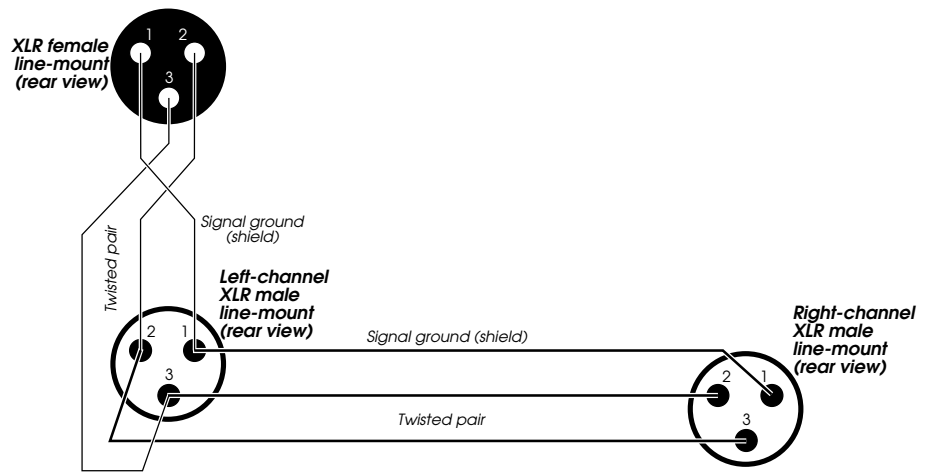 XLR female
line-mount
(rear view)
1 2
3
Twisted pair
Signal ground
(shield)
Left-channel
XLR male
line-mount
(rear view)
2 1
3
Signal ground (shield)
Twisted pair
Right-channel
XLR male
line-mount
(rear view)
2 1
3